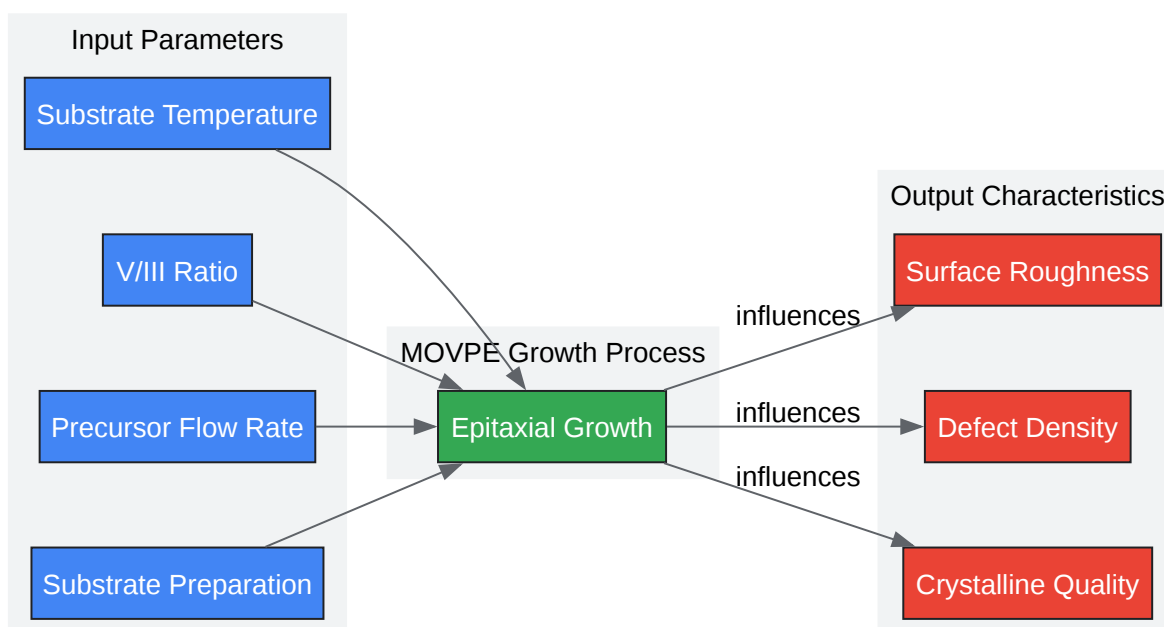 Input Parameters
Substrate Temperature
V/III Ratio
Precursor Flow Rate
Substrate Preparation
MOVPE Growth Process
Epitaxial Growth
influences
influences
influences
Output Characteristics
Surface Roughness
Defect Density
Crystalline Quality